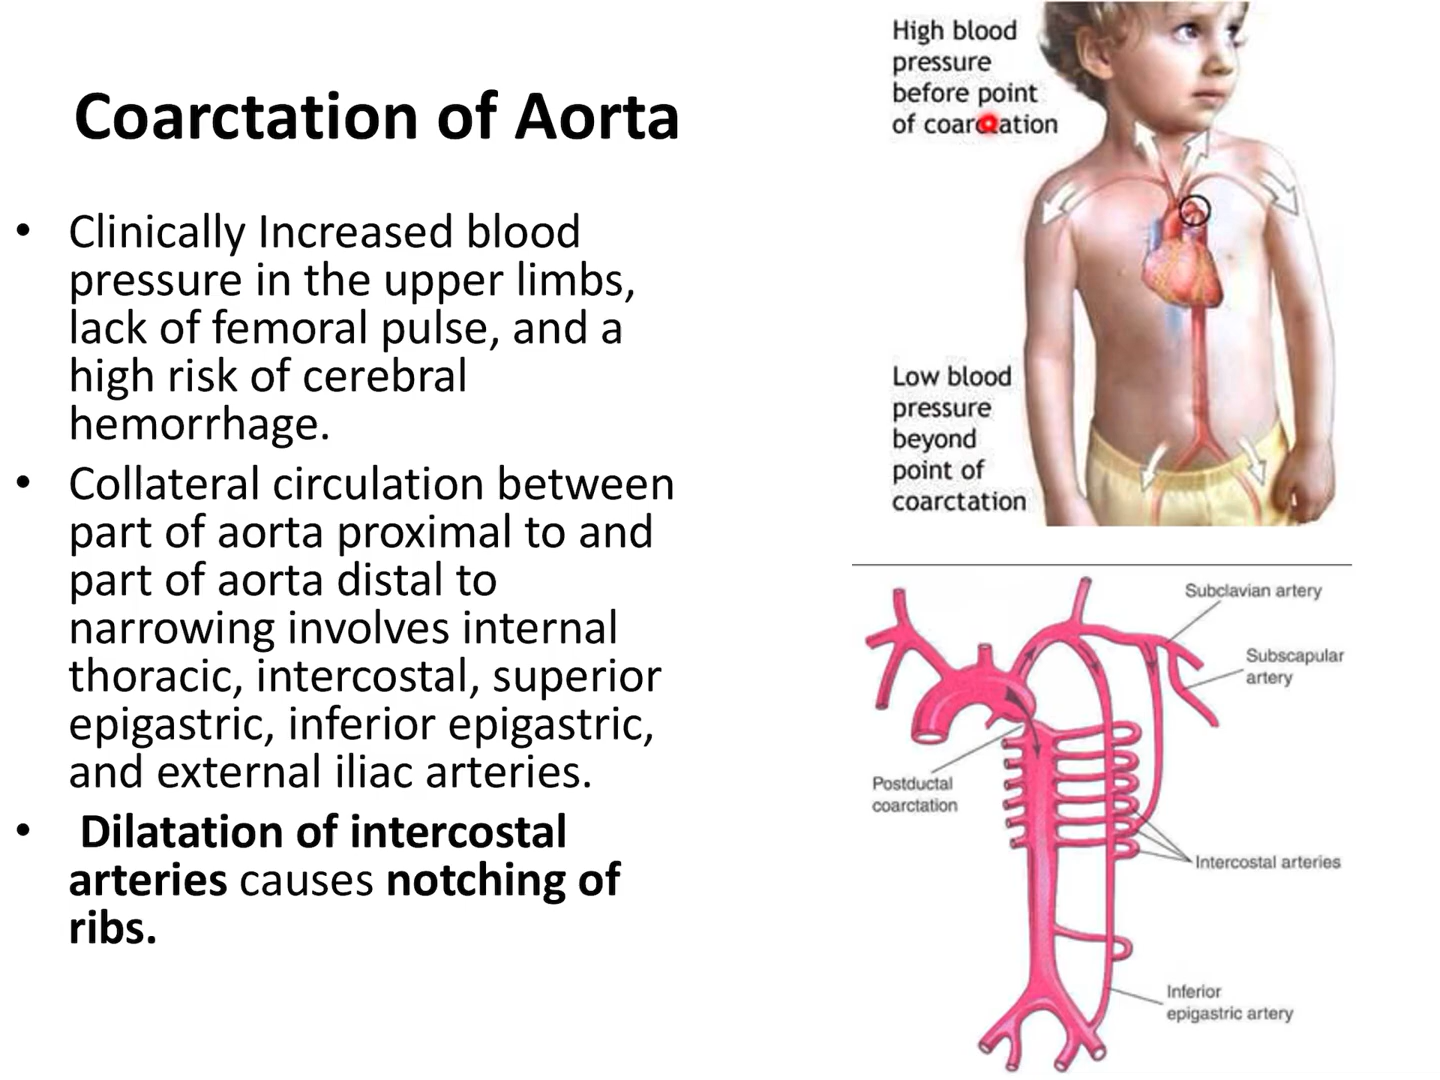 Coarctation of Aorta
• Clinically Increased blood
pressure in the upper limbs,
lack of femoral pulse, and a
high risk of cerebral
hemorrhage.
• Collateral circulation between
part of aorta proximal to and
part of aorta distal to
narrowing involves internal
thoracic, intercostal, superior
epigastric, inferior epigastric,
and external iliac arteries.
• Dilatation of intercostal
arteries causes notching of
ribs.
High blood
pressure
before point
of coarctation
Low blood
pressure
beyond
point of
coarctation
Subclavian artery
Subscapular
artery
Postductal
coarctation
Intercostal arteries
Inferior
epigastric artery